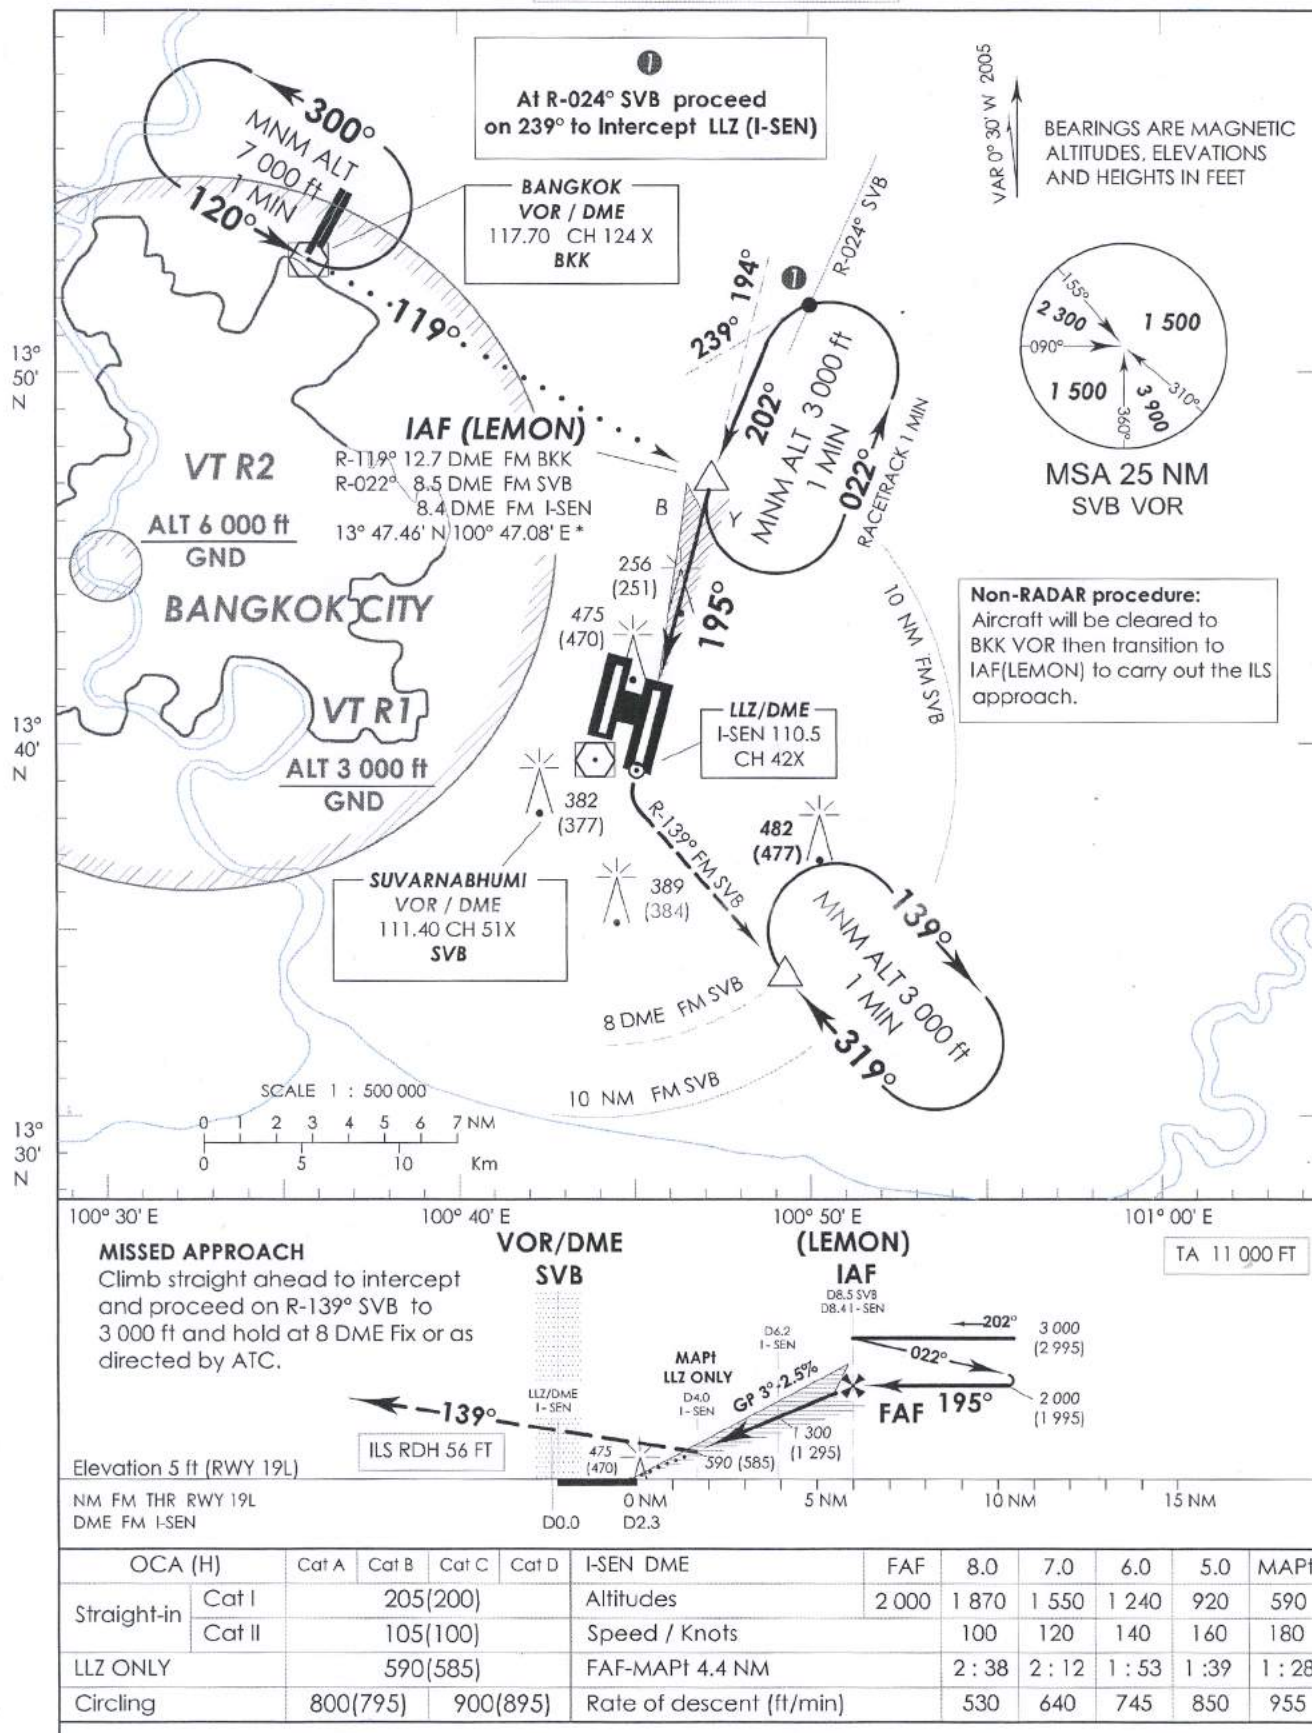 ❶
At R-024° SVB proceed
on 239° to Intercept LLZ (I-SEN)
VAR 0° 30' W 2005
BEARINGS ARE MAGNETIC
ALTITUDES, ELEVATIONS
AND HEIGHTS IN FEET
300°
MNM ALT
7 000 ft
1 MIN
120°
BANGKOK
VOR / DME
117.70 CH 124 X
BKK
119°
R-024° SVB
❶
194°
239°
202°
MNM ALT 3 000 ft
1 MIN
022°
RACETRACK 1 MIN
155°
2 300
1 500
090°
1 500
3 900
310°
360°
MSA 25 NM
SVB VOR
13°
50'
N
IAF (LEMON)
R-119° 12.7 DME FM BKK
R-022° 8.5 DME FM SVB
8.4 DME FM I-SEN
13° 47.46' N 100° 47.08' E *
VT R2
ALT 6 000 ft
GND
BANGKOK CITY
B
Y
256
(251)
195°
475
(470)
10 NM FM SVB
Non-RADAR procedure:
Aircraft will be cleared to
BKK VOR then transition to
IAF(LEMON) to carry out the ILS
approach.
13°
40'
N
VT R1
ALT 3 000 ft
GND
LLZ/DME
I-SEN 110.5
CH 42X
382
(377)
R-139° FM SVB
482
(477)
SUVARNABHUMI
VOR / DME
111.40 CH 51X
SVB
389
(384)
139°
MNM ALT 3 000 ft
1 MIN
319°
8 DME FM SVB
10 NM FM SVB
SCALE 1 : 500 000
0 1 2 3 4 5 6 7 NM
0 5 10 Km
13°
30'
N
100° 30' E 100° 40' E 100° 50' E 101° 00' E
MISSED APPROACH
Climb straight ahead to intercept
and proceed on R-139° SVB to
3 000 ft and hold at 8 DME Fix or as
directed by ATC.
VOR/DME
SVB
(LEMON)
IAF
D8.5 SVB
D8.4 I-SEN
TA 11 000 FT
202°
3 000
(2 995)
022°
D6.2
I-SEN
MAPt
LLZ ONLY
D4.0
I-SEN
GP 3°-2.5%
FAF
195°
2 000
(1 995)
LLZ/DME
I-SEN
139°
ILS RDH 56 FT
475
(470)
1 300
(1 295)
590 (585)
Elevation 5 ft (RWY 19L)
NM FM THR RWY 19L 0 NM 5 NM 10 NM 15 NM
DME FM I-SEN D0.0 D2.3
OCA (H) Cat A Cat B Cat C Cat D I-SEN DME FAF 8.0 7.0 6.0 5.0 MAPt
Straight-in Cat I 205(200) Altitudes 2 000 1 870 1 550 1 240 920 590
Cat II 105(100) Speed / Knots 100 120 140 160 180
LLZ ONLY 590(585) FAF-MAPt 4.4 NM 2 : 38 2 : 12 1 : 53 1 :39 1 : 28
Circling 800(795) 900(895) Rate of descent (ft/min) 530 640 745 850 955